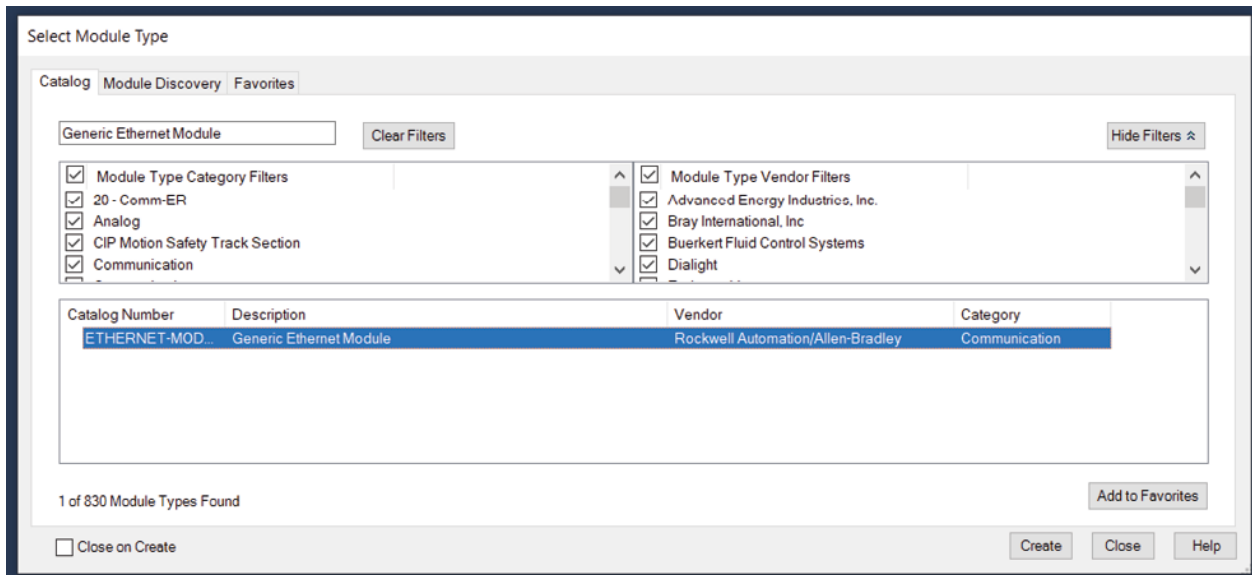 Select Module Type
Catalog Module Discovery Favorites
Generic Ethernet Module Clear Filters Hide Filters
Module Type Category Filters Module Type Vendor Filters
20 - Comm-ER Advanced Energy Industries, Inc.
Analog Bray International, Inc
CIP Motion Safety Track Section Buerkert Fluid Control Systems
Communication Dialight
Catalog Number Description Vendor Category
ETHERNET-MOD... Generic Ethernet Module Rockwell Automation/Allen-Bradley Communication
1 of 830 Module Types Found Add to Favorites
Close on Create Create Close Help